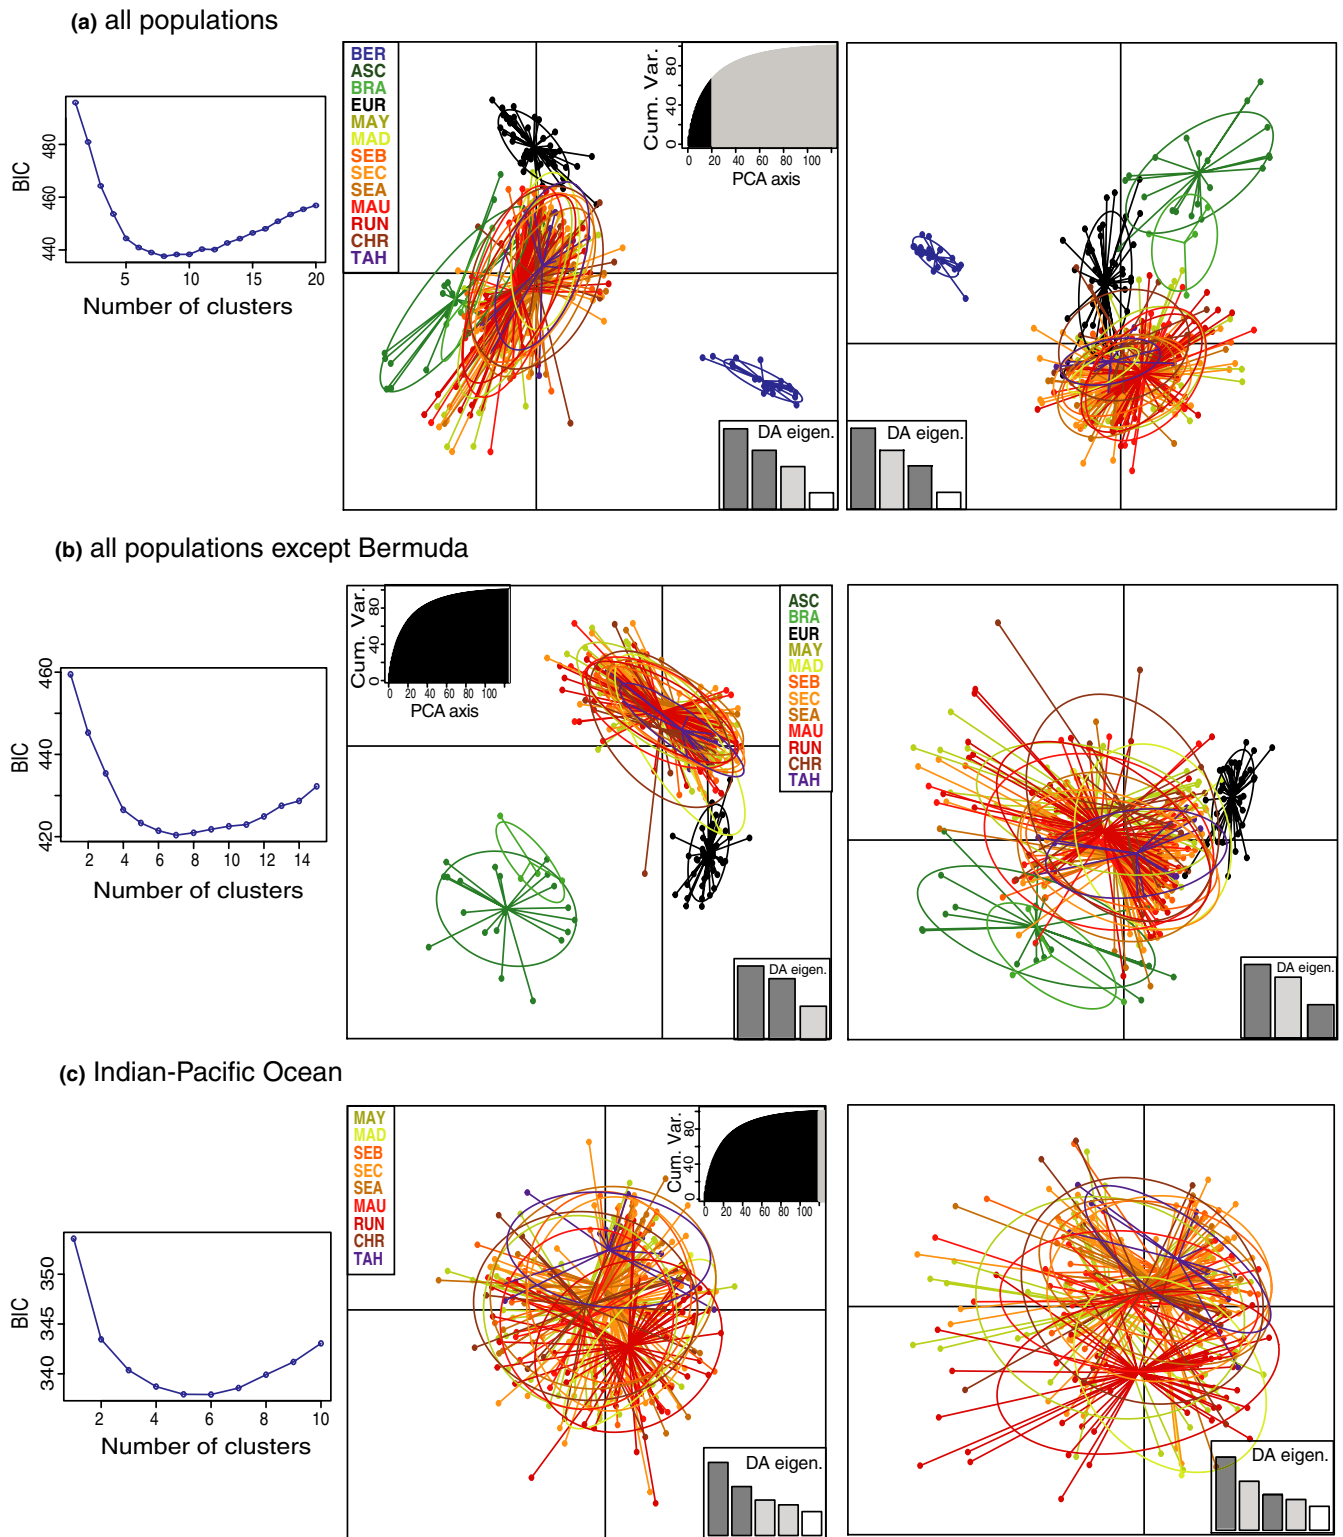 (a) all populations
BIC
480
460
440
5 10 15 20
Number of clusters
BER
ASC
BRA
EUR
MAY
MAD
SEB
SEC
SEA
MAU
RUN
CHR
TAH
Cum. Var.
0 40 80
0 20 40 60 80 100
PCA axis
DA eigen.
DA eigen.
(b) all populations except Bermuda
BIC
460
440
420
2 4 6 8 10 12 14
Number of clusters
Cum. Var.
0 40 80
0 20 40 60 80 100
PCA axis
ASC
BRA
EUR
MAY
MAD
SEB
SEC
SEA
MAU
RUN
CHR
TAH
DA eigen.
DA eigen.
(c) Indian-Pacific Ocean
BIC
350
345
340
2 4 6 8 10
Number of clusters
MAY
MAD
SEB
SEC
SEA
MAU
RUN
CHR
TAH
Cum. Var.
0 40 80
0 20 40 60 80 100
PCA axis
DA eigen.
DA eigen.